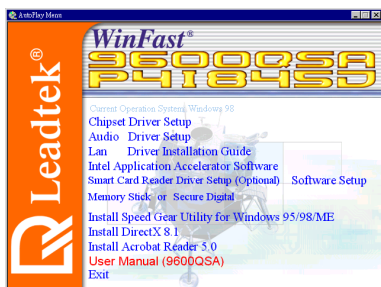 AutoPlay Menu
Leadtek®
WinFast®
9600QSA
P4I845D
Current Operation System: Windows 98
Chipset Driver Setup
Audio Driver Setup
Lan Driver Installation Guide
Intel Application Accelerator Software
Smart Card Reader Driver Setup (Optional) Software Setup
Memory Stick or Secure Digital
Install Speed Gear Utility for Windows 95/98/ME
Install DirectX 8.1
Install Acrobat Reader 5.0
User Manual (9600QSA)
Exit